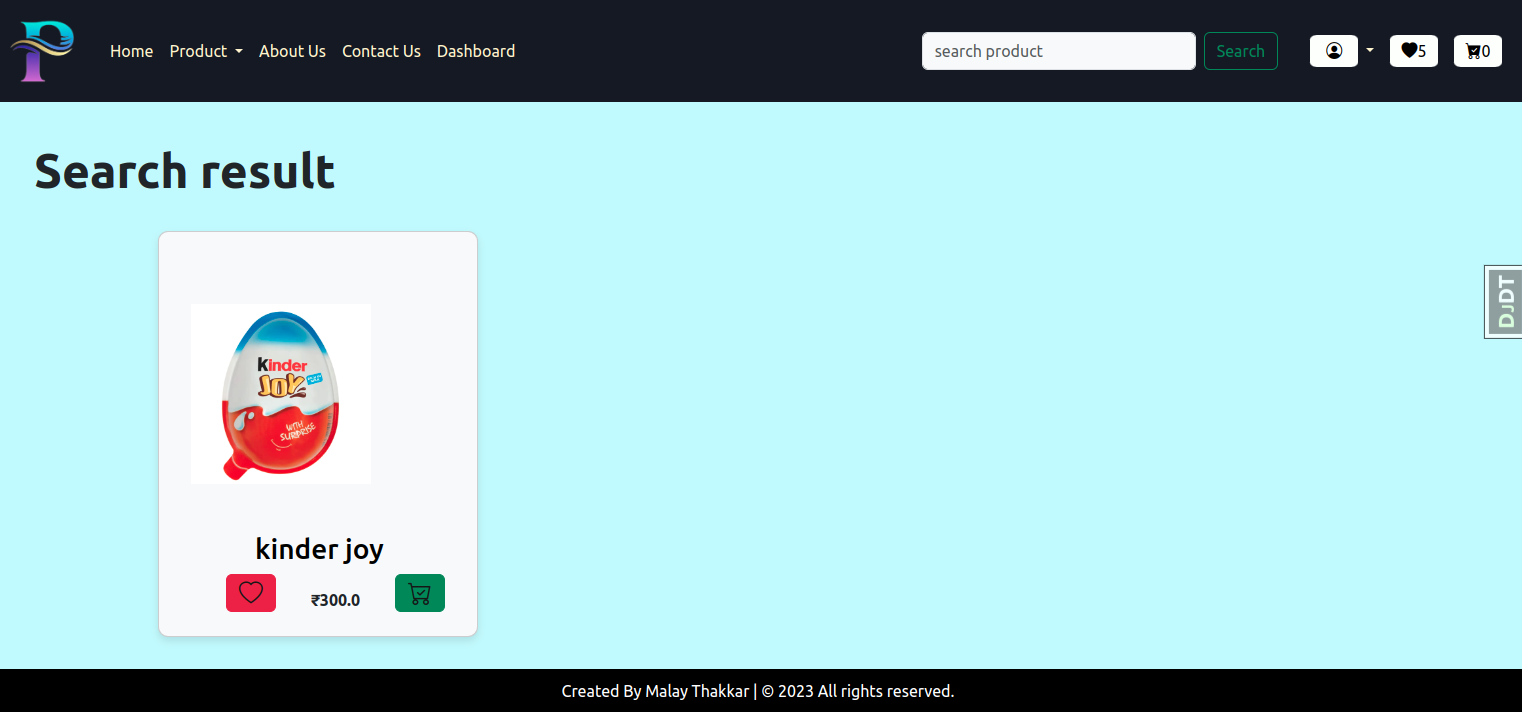 P
Home Product About Us Contact Us Dashboard search product Search 5 0
Search result
DJDT
Kinder
JOY
WITH
SURPRISE
kinder joy
₹300.0
Created By Malay Thakkar | © 2023 All rights reserved.